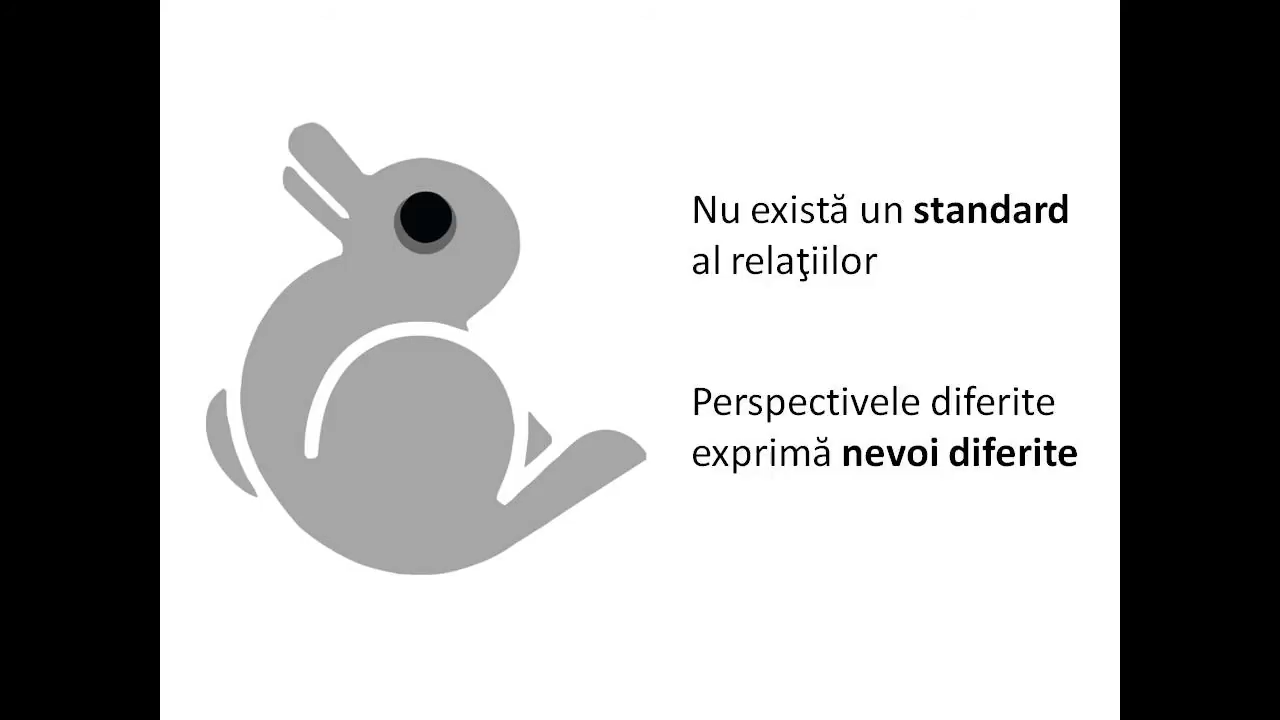 Nu există un standard
al relaţiilor
Perspectivele diferite
exprimă nevoi diferite